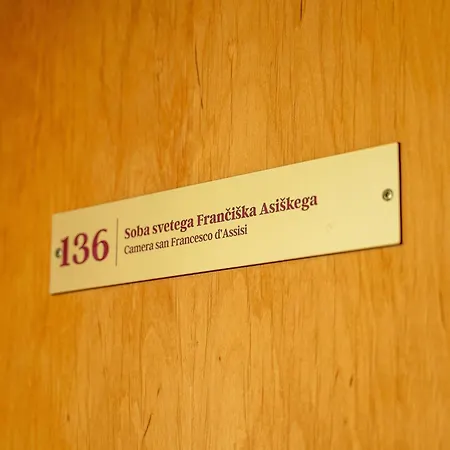 136
Soba svetega Frančiška Asiškega
Camera san Francesco d'Assisi